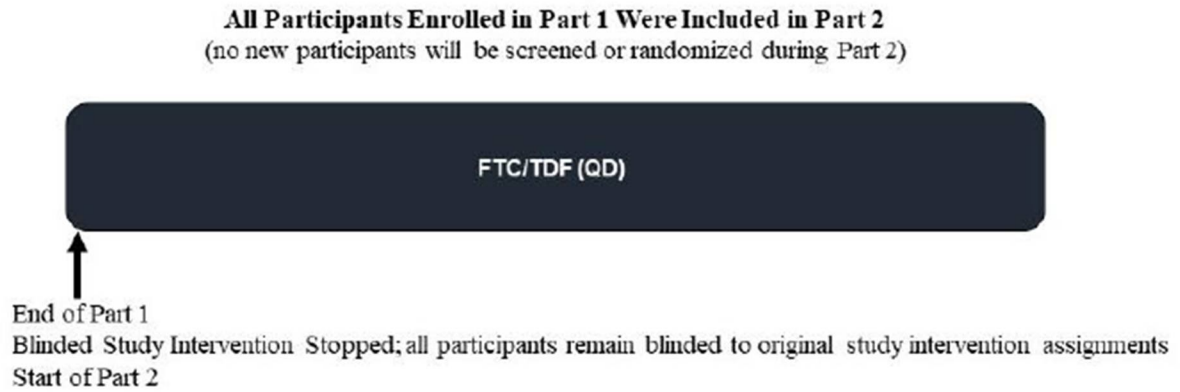 All Participants Enrolled in Part 1 Were Included in Part 2
(no new participants will be screened or randomized during Part 2)
FTC/TDF (QD)
End of Part 1
Blinded Study Intervention Stopped; all participants remain blinded to original study intervention assignments
Start of Part 2